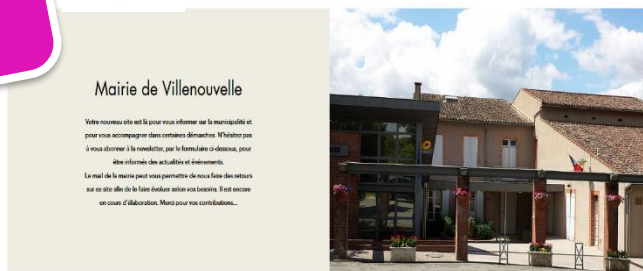 Mairie de Villenouvelle
Votre nouveau site est là pour vous informer sur la municipalité et
pour vous accompagner dans certaines démarches. N'hésitez pas
à vous abonner à la newsletter, par le formulaire ci-dessous, pour
être informés des actualités et événements.
Le mail de la mairie peut vous permettre de nous faire des retours
sur ce site afin de le faire évoluer selon vos besoins. Il est encore
en cours d'élaboration. Merci pour vos contributions...